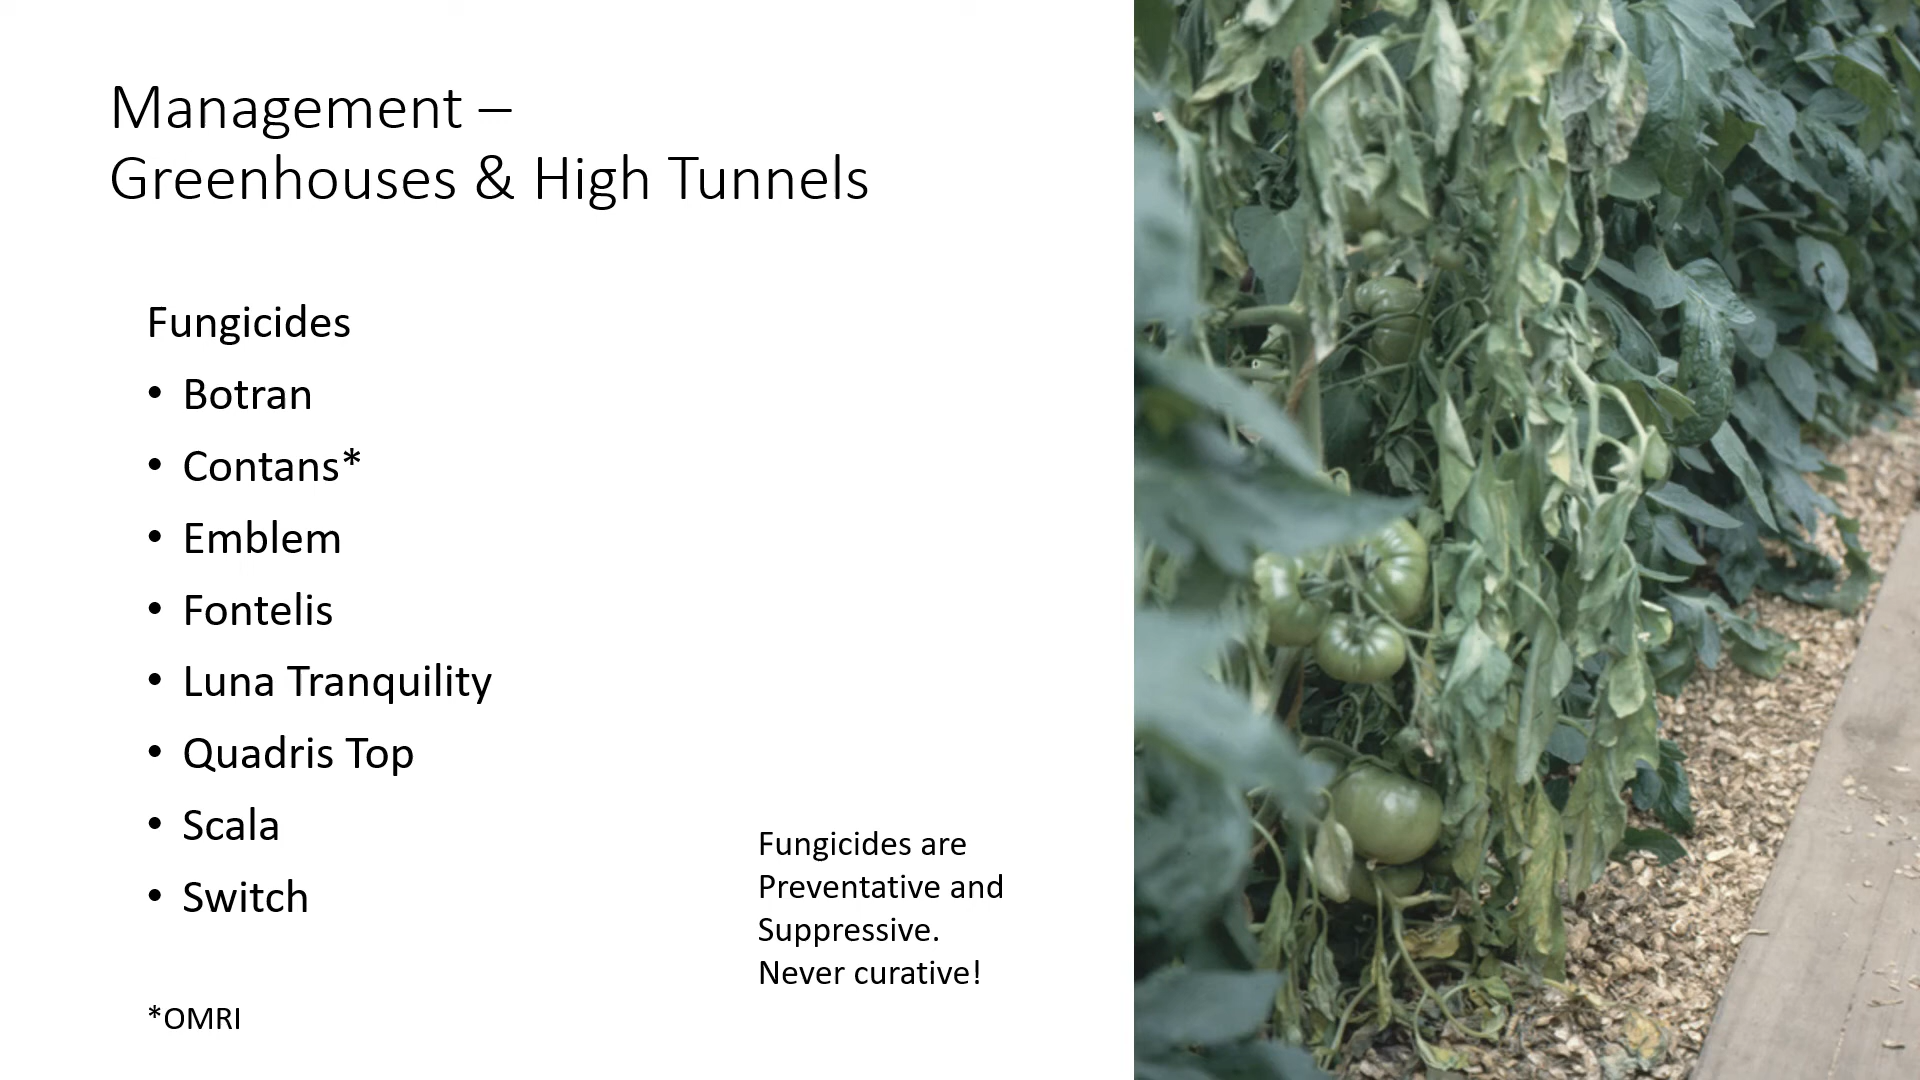 Management –
Greenhouses & High Tunnels
Fungicides
• Botran
• Contans*
• Emblem
• Fontelis
• Luna Tranquility
• Quadris Top
• Scala
• Switch
Fungicides are
Preventative and
Suppressive.
Never curative!
*OMRI